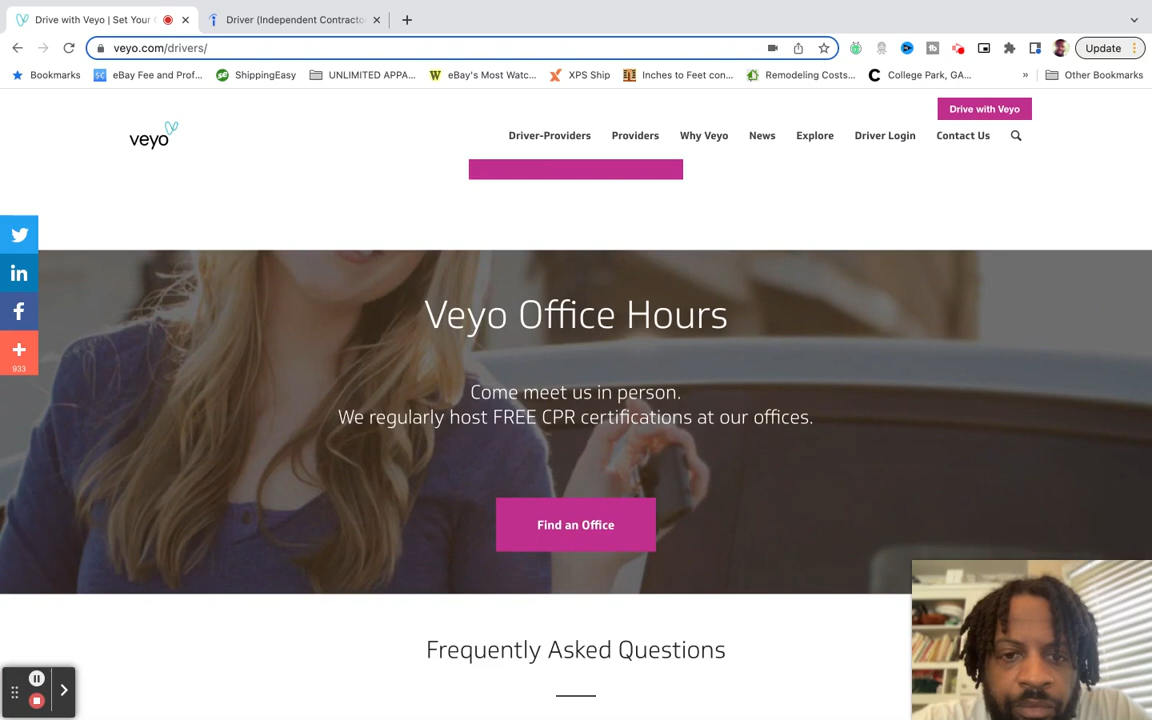 Drive with Veyo | Set Your
Driver (Independent Contracto
veyo.com/drivers/
Update
Bookmarks
eBay Fee and Prof...
ShippingEasy
UNLIMITED APPA...
eBay's Most Watc...
XPS Ship
Inches to Feet con...
Remodeling Costs...
College Park, GA...
»
Other Bookmarks
Drive with Veyo
veyo
Driver-Providers
Providers
Why Veyo
News
Explore
Driver Login
Contact Us
933
Veyo Office Hours
Come meet us in person.
We regularly host FREE CPR certifications at our offices.
Find an Office
Frequently Asked Questions